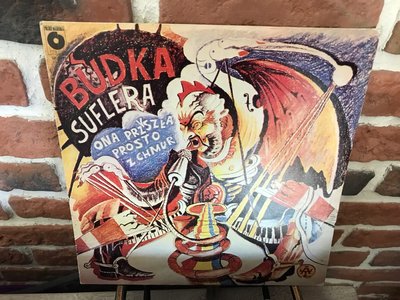 BUDKA
SUFLERA
ONA PRZYSZŁA
PROSTO
Z CHMUR